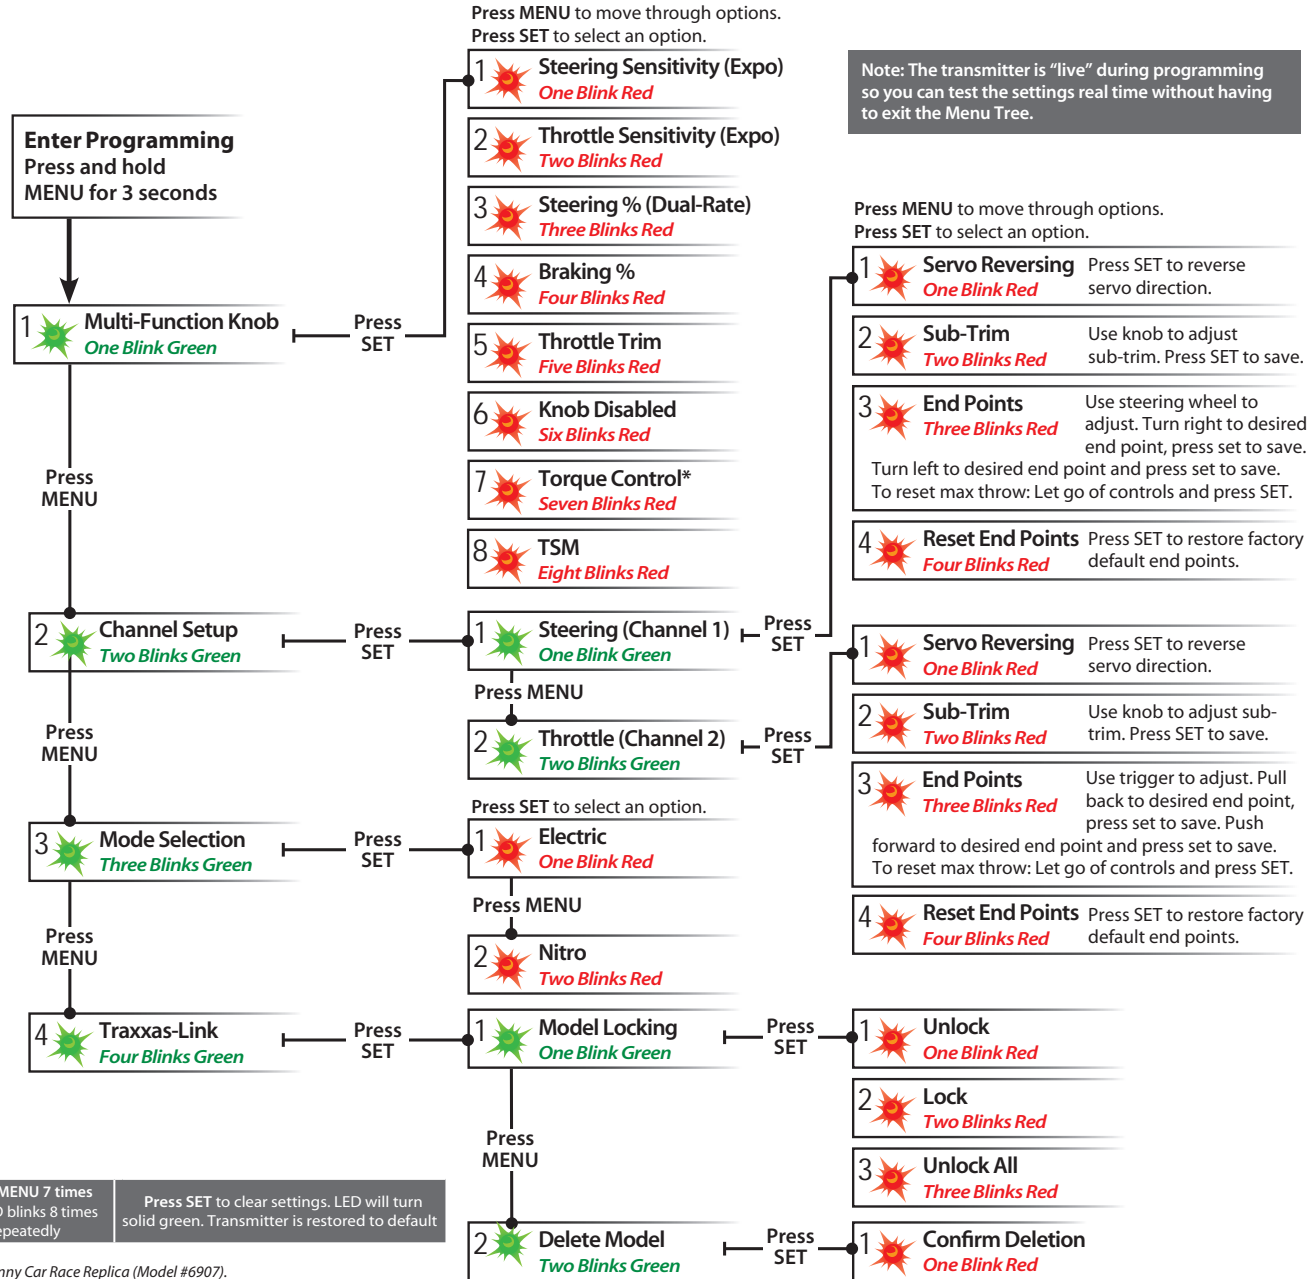 Press MENU to move through options.
Press SET to select an option.
1 Steering Sensitivity (Expo)
One Blink Red
2 Throttle Sensitivity (Expo)
Two Blinks Red
3 Steering % (Dual-Rate)
Three Blinks Red
4 Braking %
Four Blinks Red
5 Throttle Trim
Five Blinks Red
6 Knob Disabled
Six Blinks Red
7 Torque Control*
Seven Blinks Red
8 TSM
Eight Blinks Red
Note: The transmitter is “live” during programming
so you can test the settings real time without having
to exit the Menu Tree.
Enter Programming
Press and hold
MENU for 3 seconds
1 Multi-Function Knob
One Blink Green
Press
SET
Press
MENU
2 Channel Setup
Two Blinks Green
Press
SET
1 Steering (Channel 1)
One Blink Green
Press
SET
Press MENU
2 Throttle (Channel 2)
Two Blinks Green
Press
SET
Press MENU to move through options.
Press SET to select an option.
1 Servo Reversing Press SET to reverse
One Blink Red servo direction.
2 Sub-Trim Use knob to adjust
Two Blinks Red sub-trim. Press SET to save.
3 End Points Use steering wheel to
Three Blinks Red adjust. Turn right to desired
end point, press set to save.
Turn left to desired end point and press set to save.
To reset max throw: Let go of controls and press SET.
4 Reset End Points Press SET to restore factory
Four Blinks Red default end points.
1 Servo Reversing Press SET to reverse
One Blink Red servo direction.
2 Sub-Trim Use knob to adjust sub-
Two Blinks Red trim. Press SET to save.
3 End Points Use trigger to adjust. Pull
Three Blinks Red back to desired end point,
press set to save. Push
forward to desired end point and press set to save.
To reset max throw: Let go of controls and press SET.
4 Reset End Points Press SET to restore factory
Four Blinks Red default end points.
Press
MENU
3 Mode Selection
Three Blinks Green
Press
SET
Press SET to select an option.
1 Electric
One Blink Red
Press MENU
2 Nitro
Two Blinks Red
Press
MENU
4 Traxxas-Link
Four Blinks Green
Press
SET
1 Model Locking
One Blink Green
Press
SET
1 Unlock
One Blink Red
2 Lock
Two Blinks Red
3 Unlock All
Three Blinks Red
Press
MENU
2 Delete Model
Two Blinks Green
Press
SET
1 Confirm Deletion
One Blink Red
MENU 7 times
blinks 8 times
Press SET to clear settings. LED will turn
solid green. Transmitter is restored to default
Car Race Replica (Model #6907).